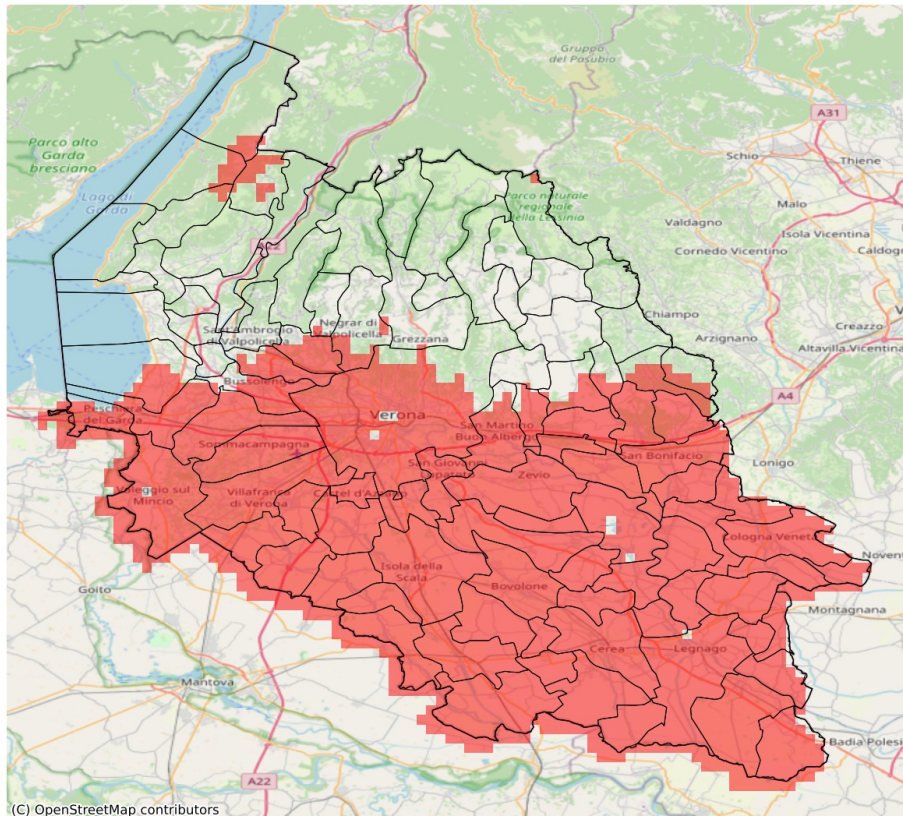 Gruppo
del Pasubio
A31
Parco alto
Garda
bresciano
Schio
Thiene
Lago di
Garda
Parco naturale
regionale
della Lessinia
Malo
Valdagno
Isola Vicentina
Cornedo Vicentino
Caldogn
A22
Chiampo
Creazzo
Sant'Ambrogio
di Valpolicella
Negrar di
Valpolicella
Grezzana
Arzignano
Altavilla Vicentina
Bussolengo
A4
Peschiera
del Garda
Verona
San Martino
Buon Albergo
Sommacampagna
San Bonifacio
Lonigo
San Giovanni
Lupatoto
Zevio
Valeggio sul
Mincio
Villafranca
di Verona
Castel d'Azzano
Cologna Veneta
Novent
Isola della
Scala
Bovolone
Goito
Montagnana
Cerea
Legnago
Mantova
Badia Polesi
A22
(C) OpenStreetMap contributors